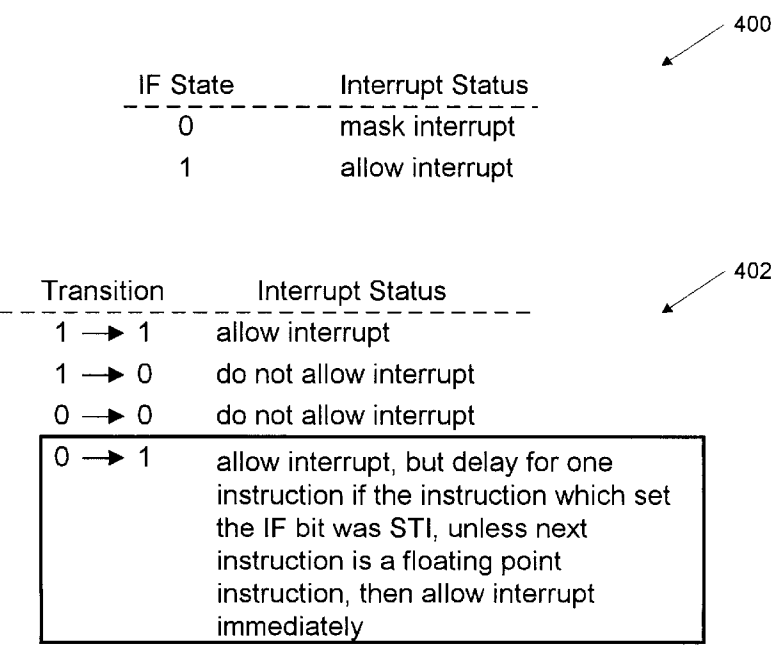 400
IF State Interrupt Status
0 mask interrupt
1 allow interrupt
402
Transition Interrupt Status
1 → 1 allow interrupt
1 → 0 do not allow interrupt
0 → 0 do not allow interrupt
0 → 1 allow interrupt, but delay for one
instruction if the instruction which set
the IF bit was STI, unless next
instruction is a floating point
instruction, then allow interrupt
immediately